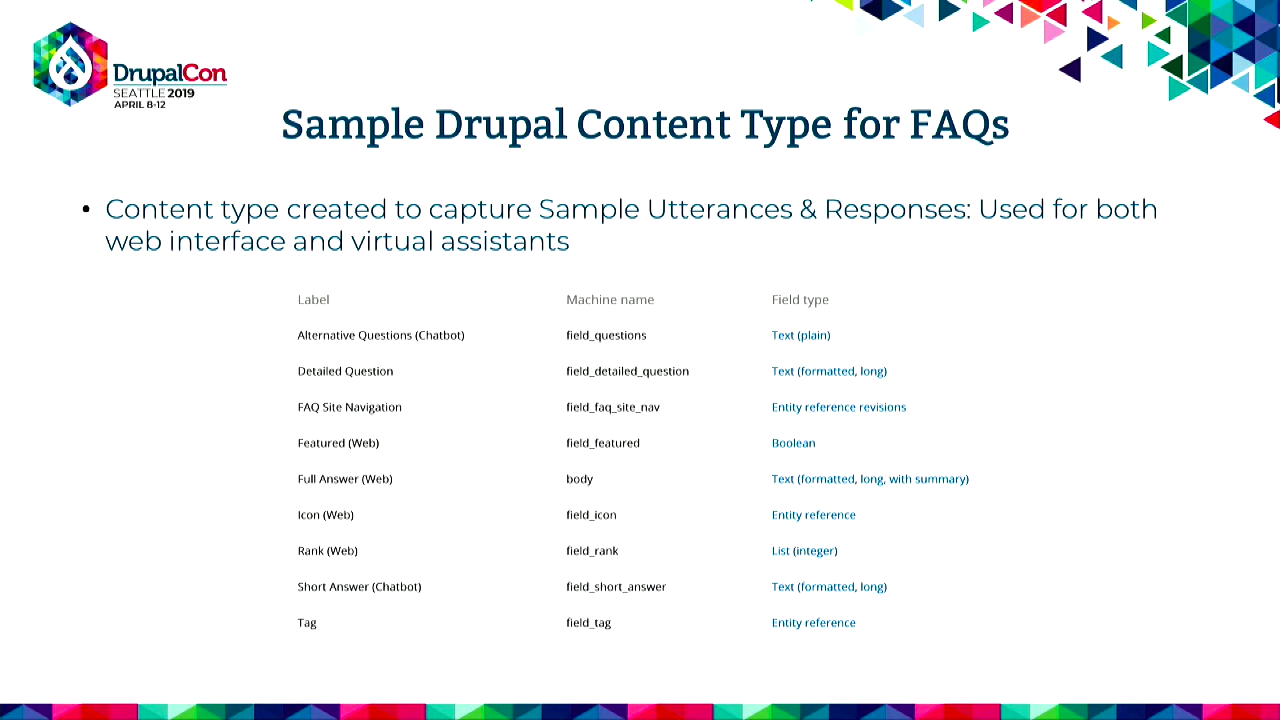 DrupalCon
SEATTLE 2019
APRIL 8-12
Sample Drupal Content Type for FAQs
• Content type created to capture Sample Utterances & Responses: Used for both
web interface and virtual assistants
Label Machine name Field type
Alternative Questions (Chatbot) field_questions Text (plain)
Detailed Question field_detailed_question Text (formatted, long)
FAQ Site Navigation field_faq_site_nav Entity reference revisions
Featured (Web) field_featured Boolean
Full Answer (Web) body Text (formatted, long, with summary)
Icon (Web) field_icon Entity reference
Rank (Web) field_rank List (integer)
Short Answer (Chatbot) field_short_answer Text (formatted, long)
Tag field_tag Entity reference